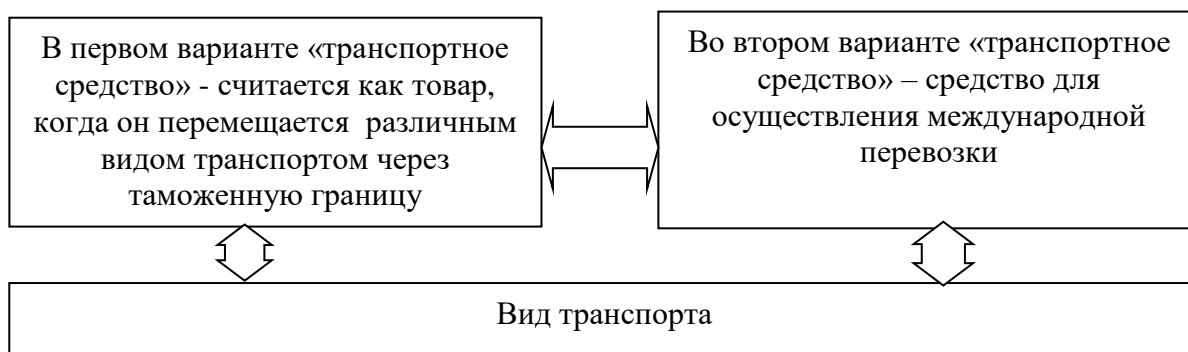 В первом варианте «транспортное
средство» - считается как товар,
когда он перемещается различным
видом транспортом через
таможенную границу
Во втором варианте «транспортное
средство» – средство для
осуществления международной
перевозки
Вид транспорта